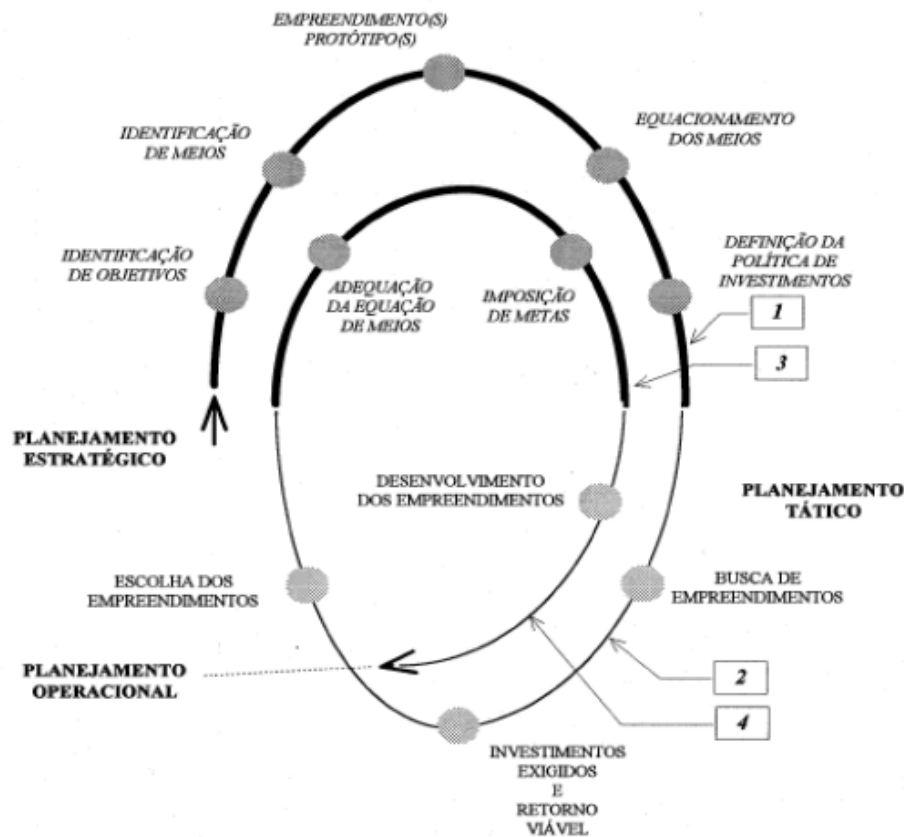 EMPREENDIMENTO(S)
PROTÓTIPO(S)
IDENTIFICAÇÃO
DE MEIOS
EQUACIONAMENTO
DOS MEIOS
IDENTIFICAÇÃO
DE OBJETIVOS
DEFINIÇÃO DA
POLÍTICA DE
INVESTIMENTOS
ADEQUAÇÃO
DA EQUAÇÃO
DE MEIOS
IMPOSIÇÃO
DE METAS
1
3
PLANEJAMENTO
ESTRATÉGICO
DESENVOLVIMENTO
DOS EMPREENDIMENTOS
PLANEJAMENTO
TÁTICO
ESCOLHA DOS
EMPREENDIMENTOS
BUSCA DE
EMPREENDIMENTOS
PLANEJAMENTO
OPERACIONAL
2
4
INVESTIMENTOS
EXIGIDOS
E
RETORNO
VIÁVEL